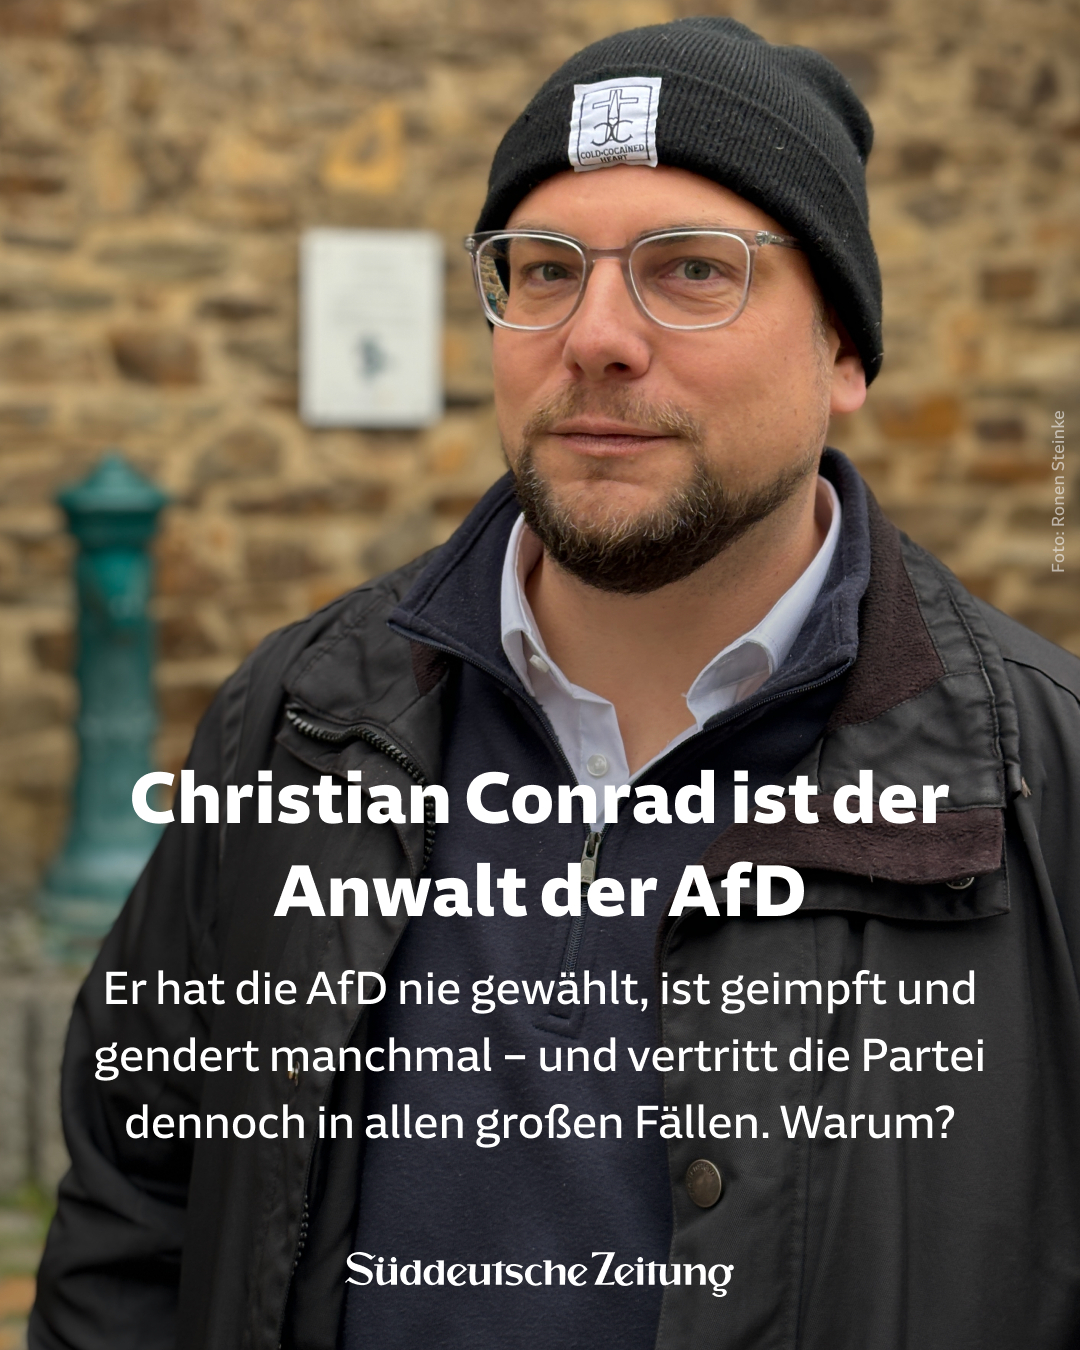 COLD-COCAINED
HEART
Foto: Ronen Steinke
Christian Conrad ist der
Anwalt der AfD
Er hat die AfD nie gewählt, ist geimpft und
gendert manchmal – und vertritt die Partei
dennoch in allen großen Fällen. Warum?
Süddeutsche Zeitung